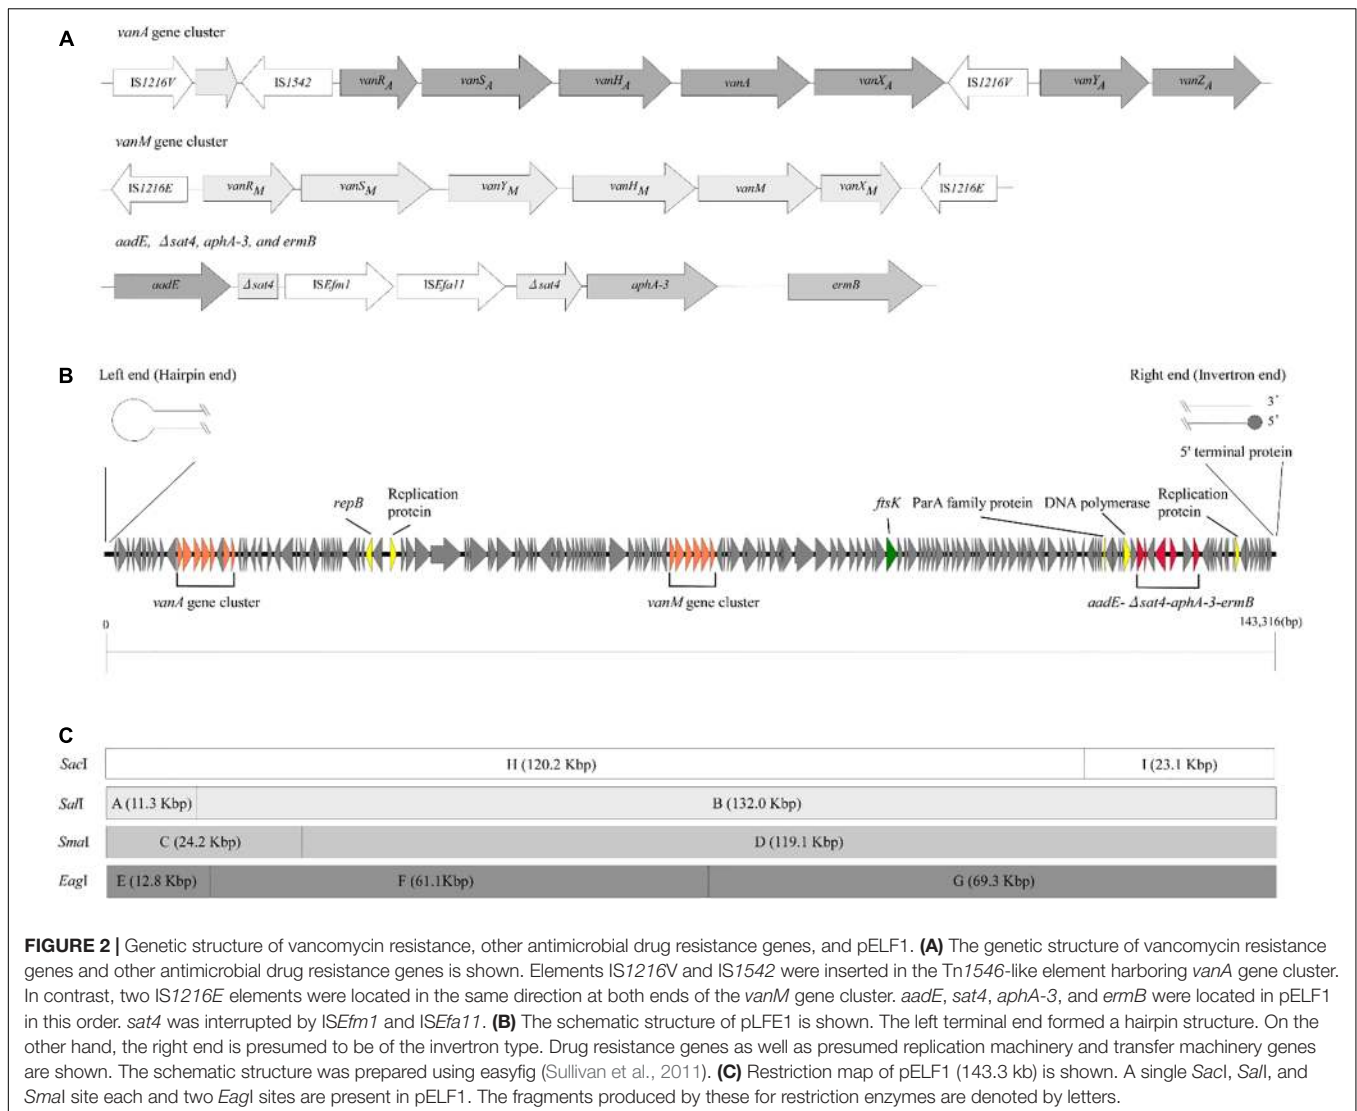 A
vanA gene cluster
IS1216V IS1542 vanRA vanSA vanHA vanA vanXA IS1216V vanYA vanZA
vanM gene cluster
IS1216E vanRM vanSM vanYM vanHM vanM vanXM IS1216E
aadE, Δsat4, aphA-3, and ermB
aadE Δsat4 ISEfm1 ISEfa11 Δsat4 aphA-3 ermB
B
Left end (Hairpin end)
Right end (Invertron end)
3'
5'
5' terminal protein
repB
Replication
protein
ftsK
ParA family protein
DNA polymerase
Replication
protein
vanA gene cluster
vanM gene cluster
aadE- Δsat4-aphA-3-ermB
0
143,316(bp)
C
SacI H (120.2 Kbp) I (23.1 Kbp)
SalI A (11.3 Kbp) B (132.0 Kbp)
SmaI C (24.2 Kbp) D (119.1 Kbp)
EagI E (12.8 Kbp) F (61.1Kbp) G (69.3 Kbp)
FIGURE 2 | Genetic structure of vancomycin resistance, other antimicrobial drug resistance genes, and pELF1. (A) The genetic structure of vancomycin resistance
genes and other antimicrobial drug resistance genes is shown. Elements IS1216V and IS1542 were inserted in the Tn1546-like element harboring vanA gene cluster.
In contrast, two IS1216E elements were located in the same direction at both ends of the vanM gene cluster. aadE, sat4, aphA-3, and ermB were located in pELF1
in this order. sat4 was interrupted by ISEfm1 and ISEfa11. (B) The schematic structure of pLFE1 is shown. The left terminal end formed a hairpin structure. On the
other hand, the right end is presumed to be of the invertron type. Drug resistance genes as well as presumed replication machinery and transfer machinery genes
are shown. The schematic structure was prepared using easyfig (Sullivan et al., 2011). (C) Restriction map of pELF1 (143.3 kb) is shown. A single SacI, SalI, and
SmaI site each and two EagI sites are present in pELF1. The fragments produced by these for restriction enzymes are denoted by letters.